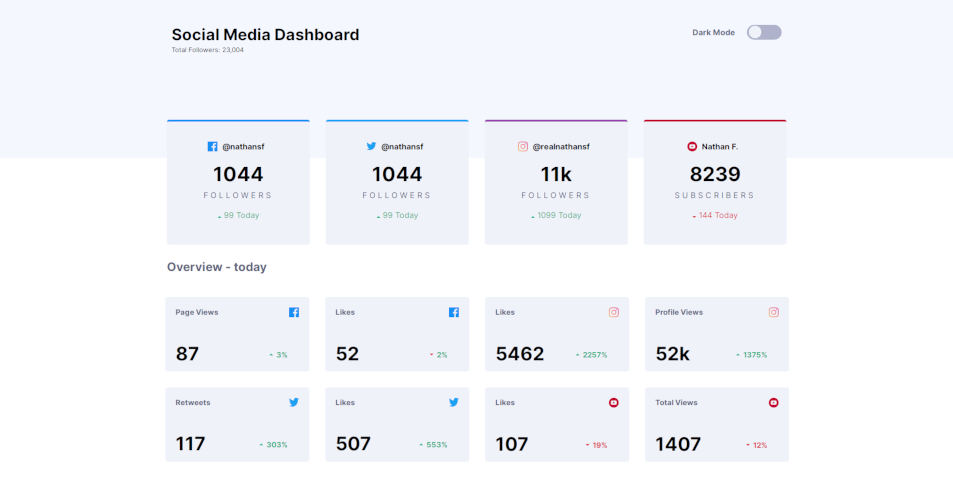 Social Media Dashboard
Total Followers: 23,004
Dark Mode
@nathansf
1044
FOLLOWERS
99 Today
@nathansf
1044
FOLLOWERS
99 Today
@realnathansf
11k
FOLLOWERS
1099 Today
Nathan F.
8239
SUBSCRIBERS
144 Today
Overview - today
Page Views
87
3%
Likes
52
2%
Likes
5462
2257%
Profile Views
52k
1375%
Retweets
117
303%
Likes
507
553%
Likes
107
19%
Total Views
1407
12%